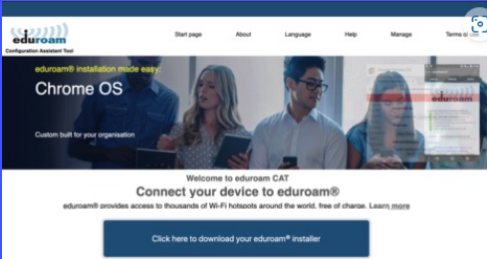 eduroam
Configuration Assistant Tool
Start page About Language Help Manage Terms of use
eduroam® installation made easy:
Chrome OS
Custom built for your organisation
eduroam
Welcome to eduroam CAT
Connect your device to eduroam®
eduroam® provides access to thousands of Wi-Fi hotspots around the world, free of charge. Learn more
Click here to download your eduroam® installer